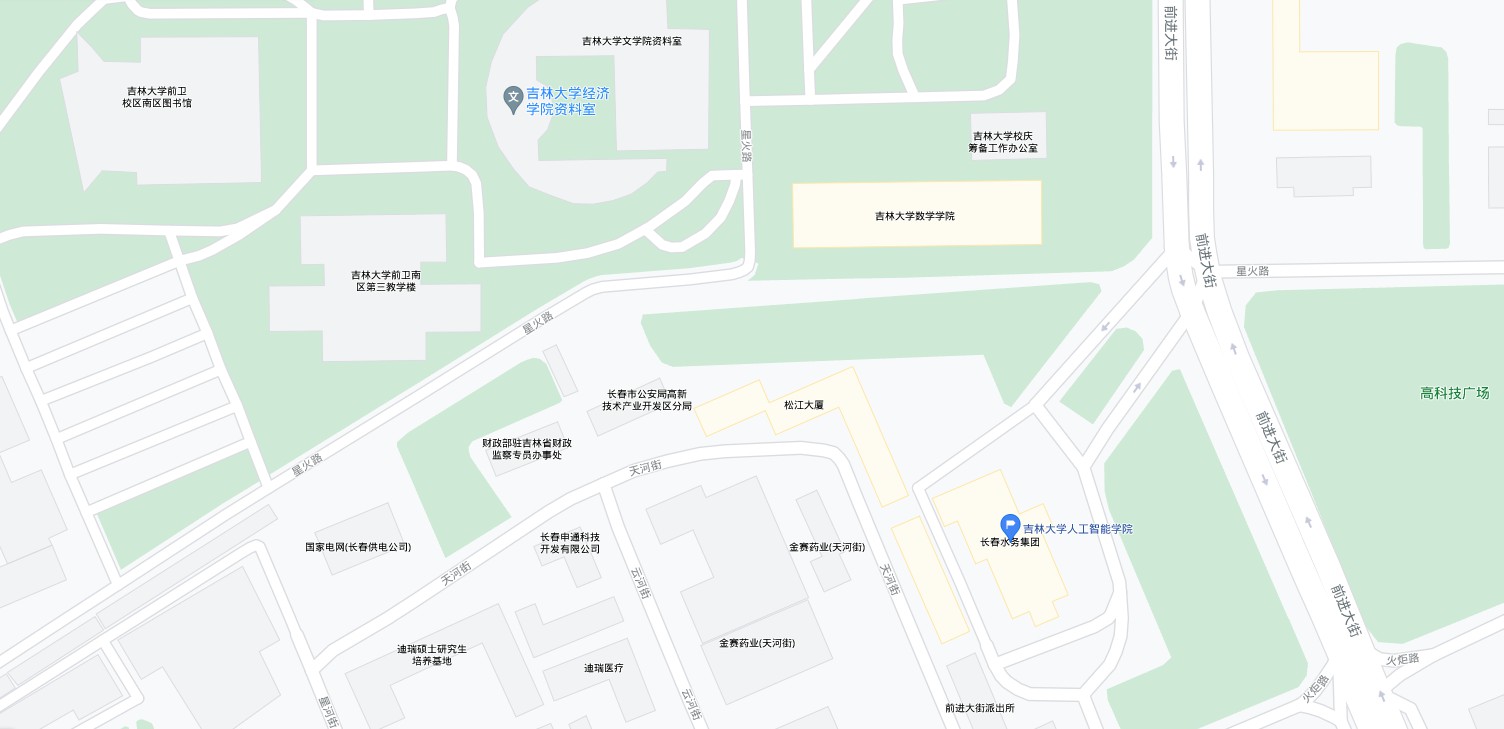 前进大街
吉林大学文学院资料室
吉林大学前卫
校区南区图书馆
吉林大学经济
学院资料室
文
星火路
吉林大学校庆
筹备工作办公室
吉林大学数学学院
前进大街
星火路
吉林大学前卫南
区第三教学楼
星火路
长春市公安局高新
技术产业开发区分局
松江大厦
高科技广场
财政部驻吉林省财政
监察专员办事处
前进大街
星火路
天河街
吉林大学人工智能学院
长春水务集团
国家电网(长春供电公司)
长春申通科技
开发有限公司
金赛药业(天河街)
天河街
云河街
天河街
前进大街
金赛药业(天河街)
迪瑞硕士研究生
培养基地
迪瑞医疗
火炬路
火炬路
星河街
云河街
前进大街派出所